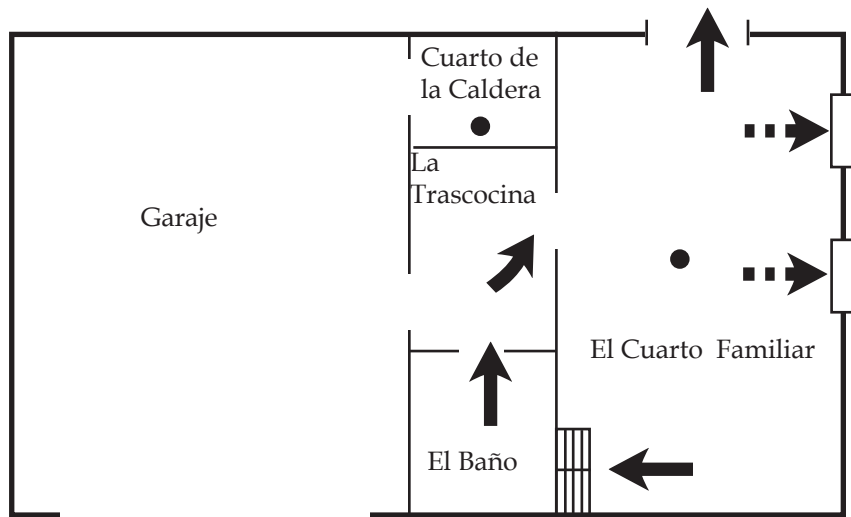 Cuarto de
la Caldera
La
Trascocina
Garaje
El Cuarto Familiar
El Baño